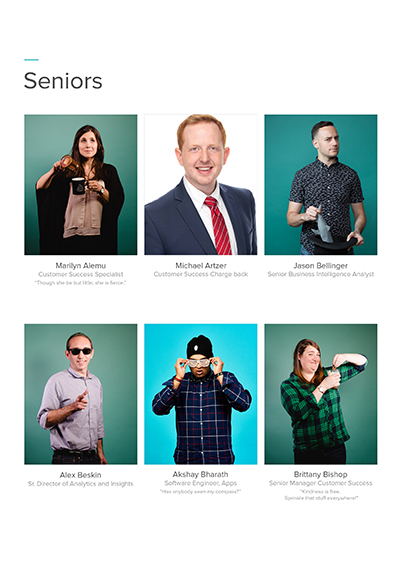 Seniors
Marilyn Alemu
Customer Success Specialist
"Though she be but little, she is fierce."
Michael Artzer
Customer Success Charge back
Jason Bellinger
Senior Business Intelligence Analyst
Alex Beskin
Sr. Director of Analytics and Insights
Akshay Bharath
Software Engineer, Apps
"Has anybody seen my compass?"
Brittany Bishop
Senior Manager Customer Success
"Kindness is free.
Sprinkle that stuff everywhere!"